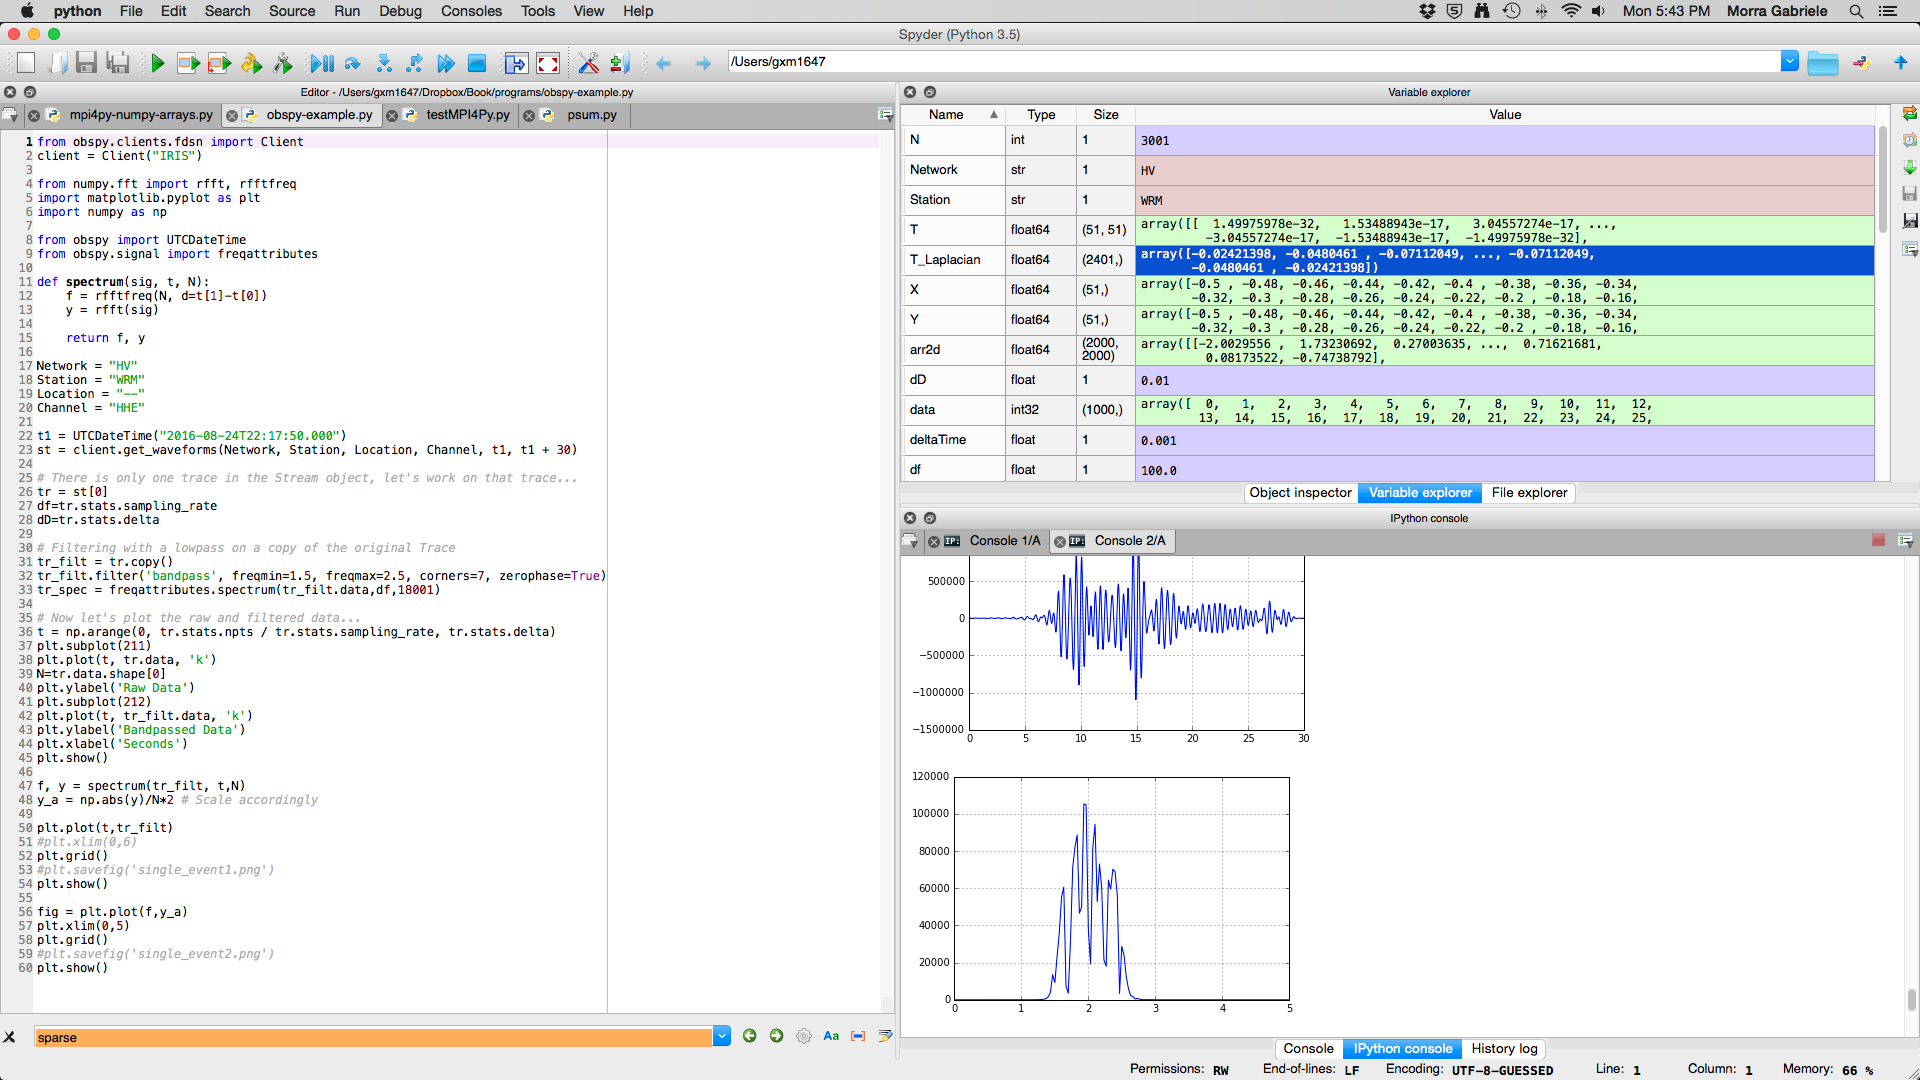 python File Edit Search Source Run Debug Consoles Tools View Help Mon 5:43 PM Morra Gabriele
Spyder (Python 3.5)
/Users/gxm1647
Editor - /Users/gxm1647/Dropbox/Book/programs/obspy-example.py
mpi4py-numpy-arrays.py obspy-example.py testMPI4Py.py psum.py
1 from obspy.clients.fdsn import Client
2 client = Client("IRIS")
3
4 from numpy.fft import rfft, rfftfreq
5 import matplotlib.pyplot as plt
6 import numpy as np
7
8 from obspy import UTCDateTime
9 from obspy.signal import freqattributes
10
11 def spectrum(sig, t, N):
12     f = rfftfreq(N, d=t[1]-t[0])
13     y = rfft(sig)
14
15     return f, y
16
17 Network = "HV"
18 Station = "WRM"
19 Location = "--"
20 Channel = "HHE"
21
22 t1 = UTCDateTime("2016-08-24T22:17:50.000")
23 st = client.get_waveforms(Network, Station, Location, Channel, t1, t1 + 30)
24
25 # There is only one trace in the Stream object, let's work on that trace...
26 tr = st[0]
27 df=tr.stats.sampling_rate
28 dD=tr.stats.delta
29
30 # Filtering with a lowpass on a copy of the original Trace
31 tr_filt = tr.copy()
32 tr_filt.filter('bandpass', freqmin=1.5, freqmax=2.5, corners=7, zerophase=True)
33 tr_spec = freqattributes.spectrum(tr_filt.data,df,18001)
34
35 # Now let's plot the raw and filtered data...
36 t = np.arange(0, tr.stats.npts / tr.stats.sampling_rate, tr.stats.delta)
37 plt.subplot(211)
38 plt.plot(t, tr.data, 'k')
39 N=tr.data.shape[0]
40 plt.ylabel('Raw Data')
41 plt.subplot(212)
42 plt.plot(t, tr_filt.data, 'k')
43 plt.ylabel('Bandpassed Data')
44 plt.xlabel('Seconds')
45 plt.show()
46
47 f, y = spectrum(tr_filt, t,N)
48 y_a = np.abs(y)/N*2 # Scale accordingly
49
50 plt.plot(t,tr_filt)
51 #plt.xlim(0,6)
52 plt.grid()
53 #plt.savefig('single_event1.png')
54 plt.show()
55
56 fig = plt.plot(f,y_a)
57 plt.xlim(0,5)
58 plt.grid()
59 #plt.savefig('single_event2.png')
60 plt.show()
sparse
Aa
Variable explorer
Name Type Size Value
N int 1 3001
Network str 1 HV
Station str 1 WRM
T float64 (51, 51) array([[ 1.49975978e-32, 1.53488943e-17, 3.04557274e-17, ...,
-3.04557274e-17, -1.53488943e-17, -1.49975978e-32],
T_Laplacian float64 (2401,) array([-0.02421398, -0.0480461 , -0.07112049, ..., -0.07112049,
-0.0480461 , -0.02421398])
X float64 (51,) array([-0.5 , -0.48, -0.46, -0.44, -0.42, -0.4 , -0.38, -0.36, -0.34,
-0.32, -0.3 , -0.28, -0.26, -0.24, -0.22, -0.2 , -0.18, -0.16,
Y float64 (51,) array([-0.5 , -0.48, -0.46, -0.44, -0.42, -0.4 , -0.38, -0.36, -0.34,
-0.32, -0.3 , -0.28, -0.26, -0.24, -0.22, -0.2 , -0.18, -0.16,
arr2d float64 (2000, 2000) array([[-2.0029556 , 1.73230692, 0.27003635, ..., 0.71621681,
0.08173522, -0.74738792],
dD float 1 0.01
data int32 (1000,) array([ 0, 1, 2, 3, 4, 5, 6, 7, 8, 9, 10, 11, 12,
13, 14, 15, 16, 17, 18, 19, 20, 21, 22, 23, 24, 25,
deltaTime float 1 0.001
df float 1 100.0
Object inspector Variable explorer File explorer
IPython console
IP: Console 1/A IP: Console 2/A
500000
0
-500000
-1000000
-1500000
0 5 10 15 20 25 30
120000
100000
80000
60000
40000
20000
0
0 1 2 3 4 5
Console IPython console History log
Permissions: RW End-of-lines: LF Encoding: UTF-8-GUESSED Line: 1 Column: 1 Memory: 66 %